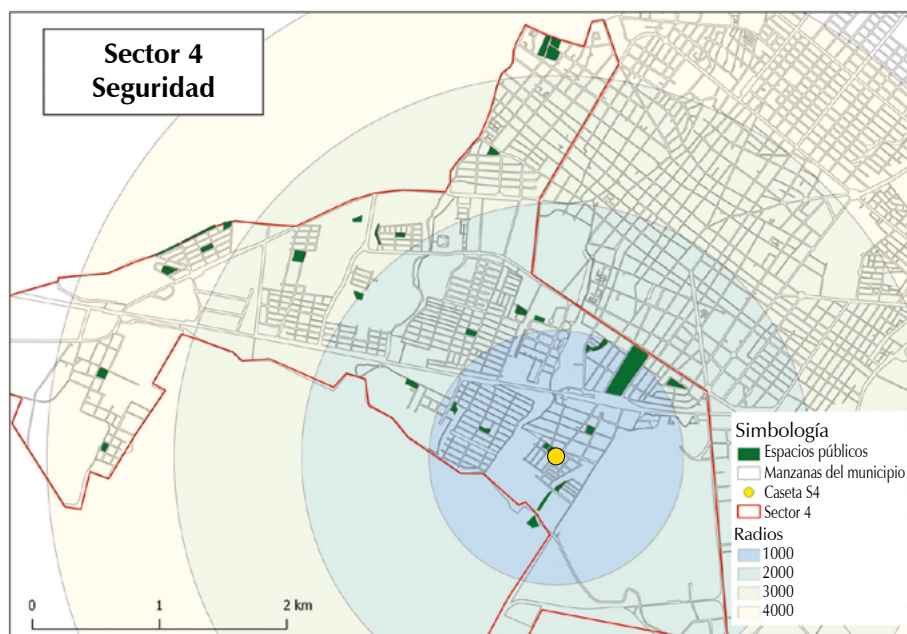 Sector 4
Seguridad
Simbología
Espacios públicos
Manzanas del municipio
Caseta S4
Sector 4
Radios
1000
2000
3000
4000
0 1 2 km